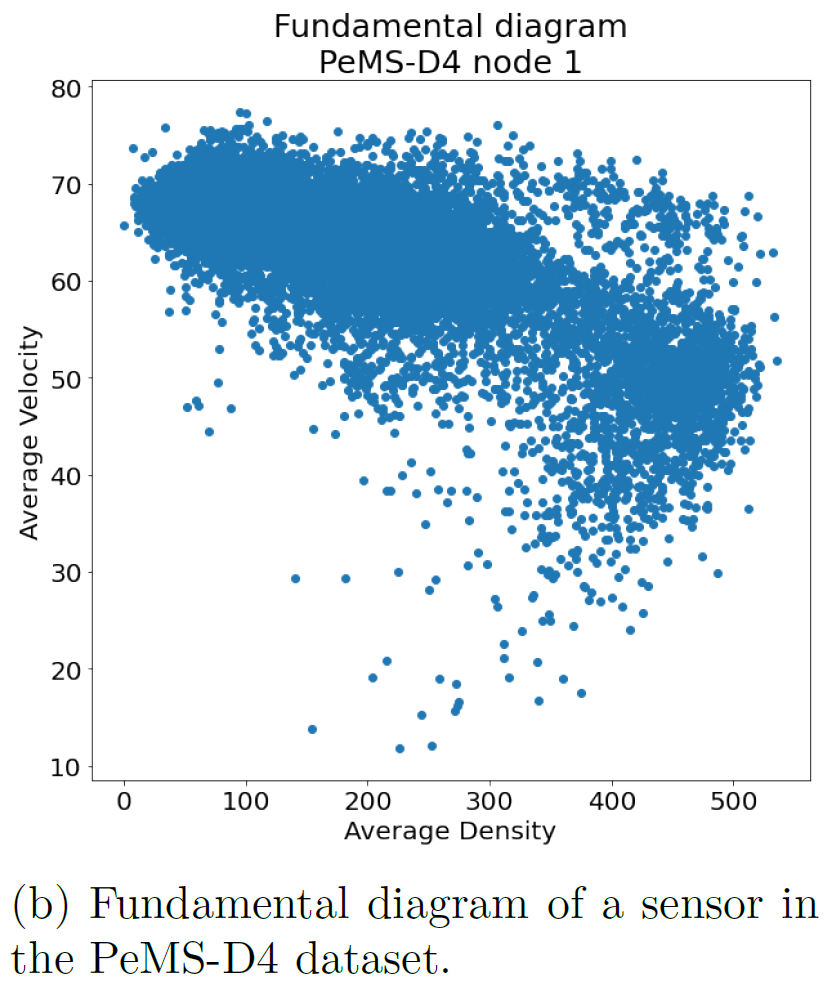 Fundamental diagram
PeMS-D4 node 1
80
70
60
50
40
30
20
10
Average Velocity
0 100 200 300 400 500
Average Density
(b) Fundamental diagram of a sensor in
the PeMS-D4 dataset.